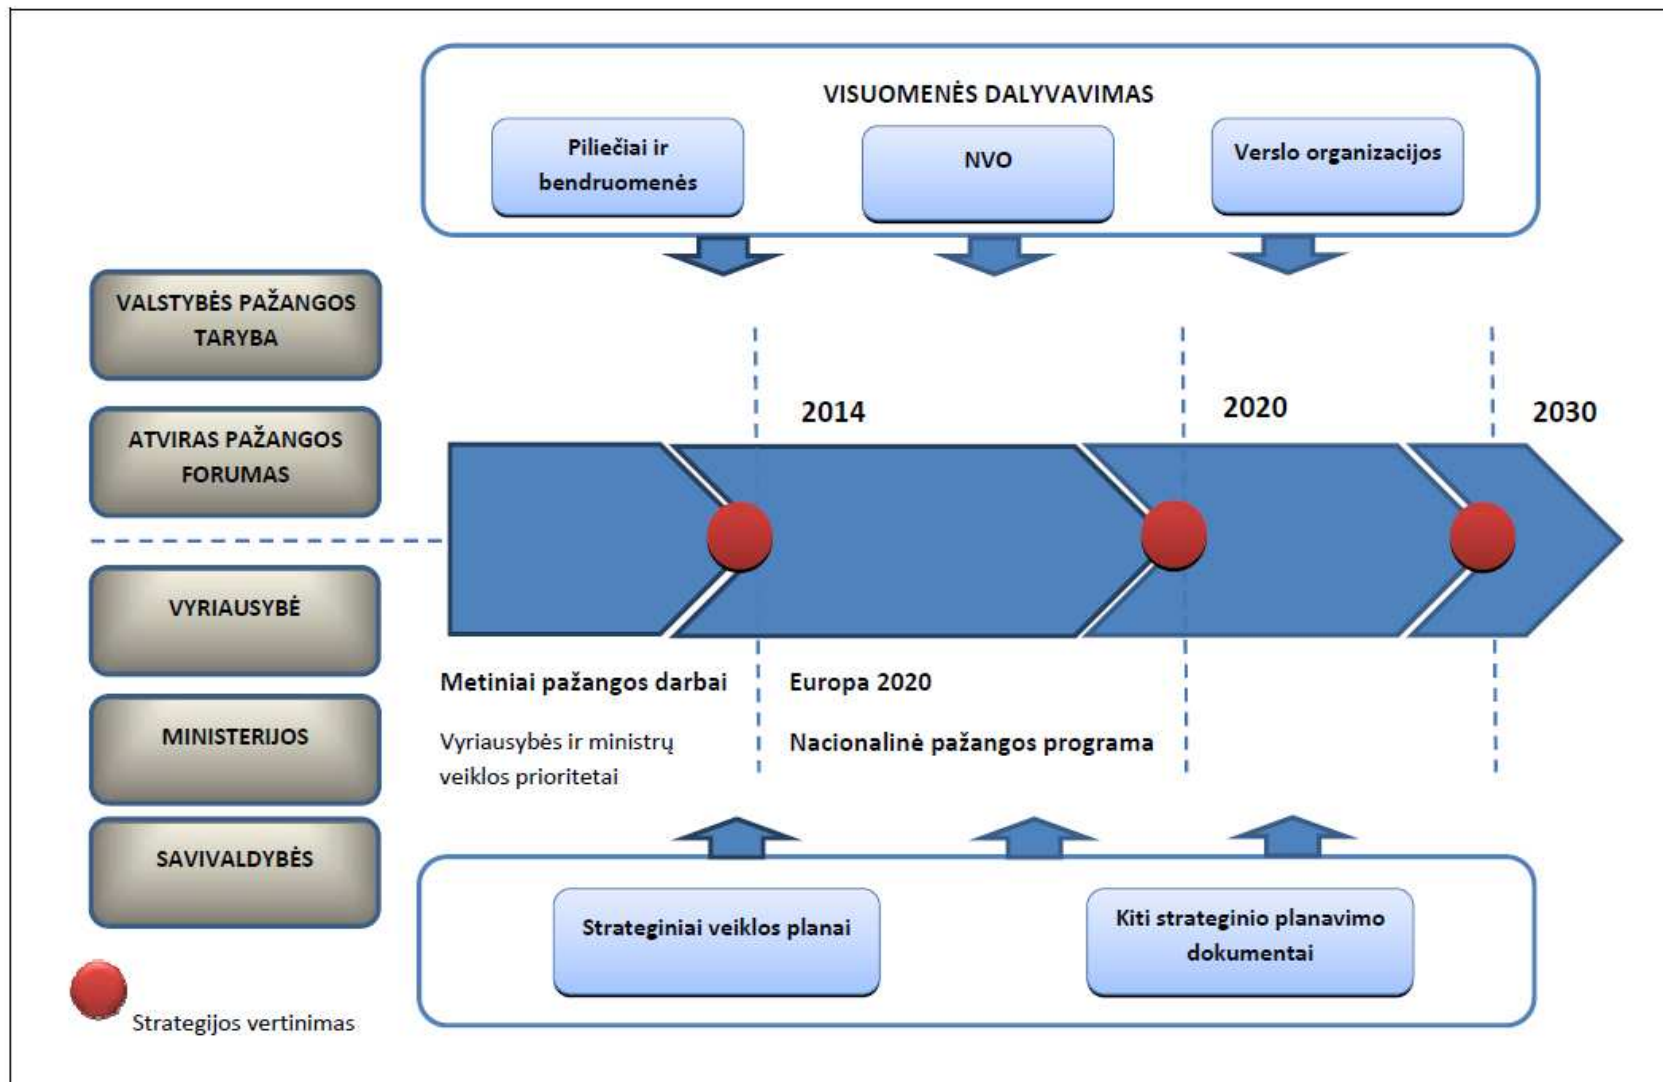 VISUOMENĖS DALYVAVIMAS
Piliečiai ir
bendruomenės
NVO
Verslo organizacijos
VALSTYBĖS PAŽANGOS
TARYBA
ATVIRAS PAŽANGOS
FORUMAS
VYRIAUSYBĖ
MINISTERIJOS
SAVIVALDYBĖS
2014
2020
2030
Metiniai pažangos darbai
Vyriausybės ir ministrų
veiklos prioritetai
Europa 2020
Nacionalinė pažangos programa
Strateginiai veiklos planai
Kiti strateginio planavimo
dokumentai
Strategijos vertinimas